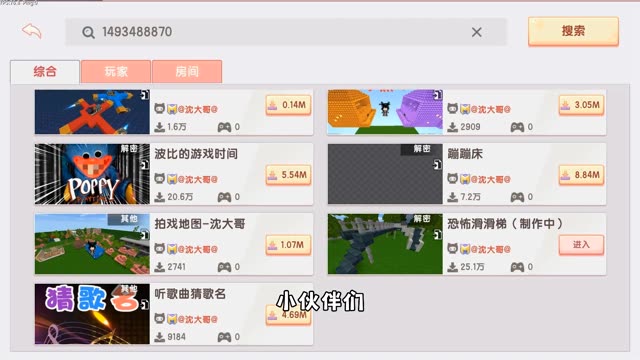 1493488870
搜索
综合
玩家
房间
@沈大哥@
0.14M
1.6万
0
@沈大哥@
3.05M
2909
0
解密
波比的游戏时间
POPPY
@沈大哥@
5.54M
20.6万
0
解密
蹦蹦床
@沈大哥@
8.84M
7.2万
0
其他
拍戏地图-沈大哥
@沈大哥@
1.07M
2741
0
解密
恐怖滑滑梯（制作中）
@沈大哥@
进入
25.1万
0
其他
猜歌名
听歌曲猜歌名
@沈大哥@
4.69M
9184
0
小伙伴们